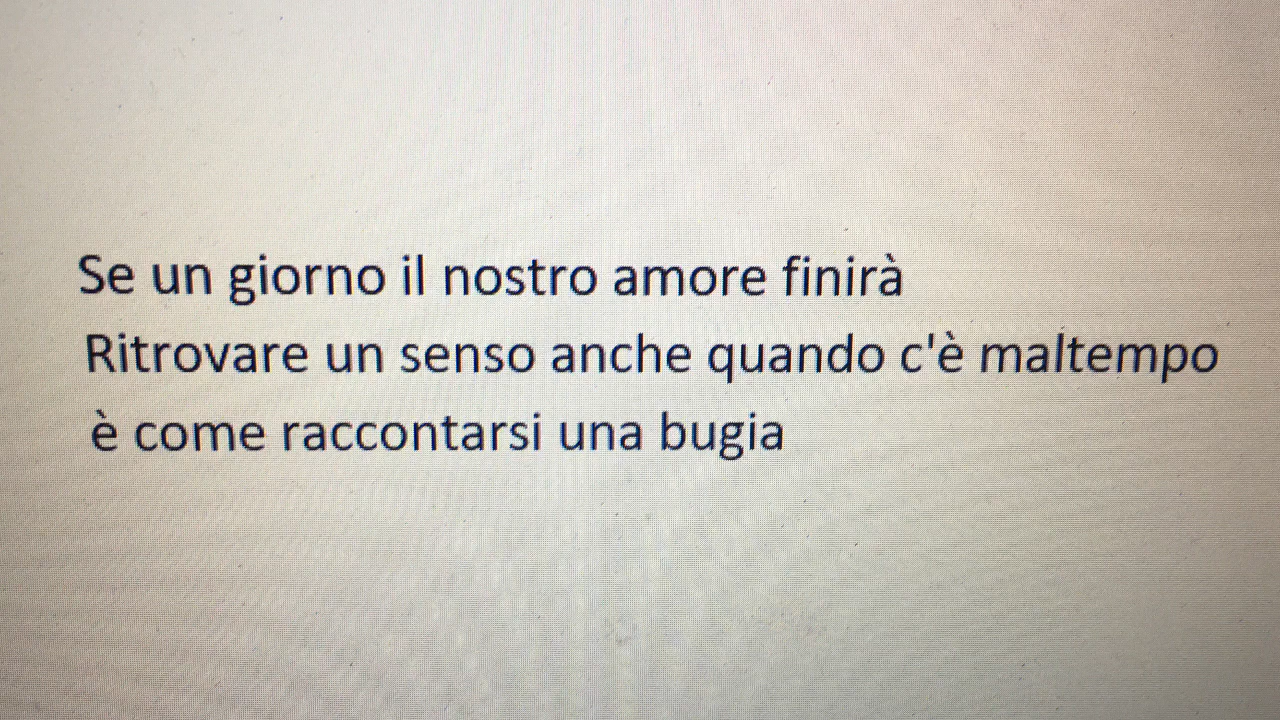 Se un giorno il nostro amore finirà
Ritrovare un senso anche quando c'è maltempo
è come raccontarsi una bugia